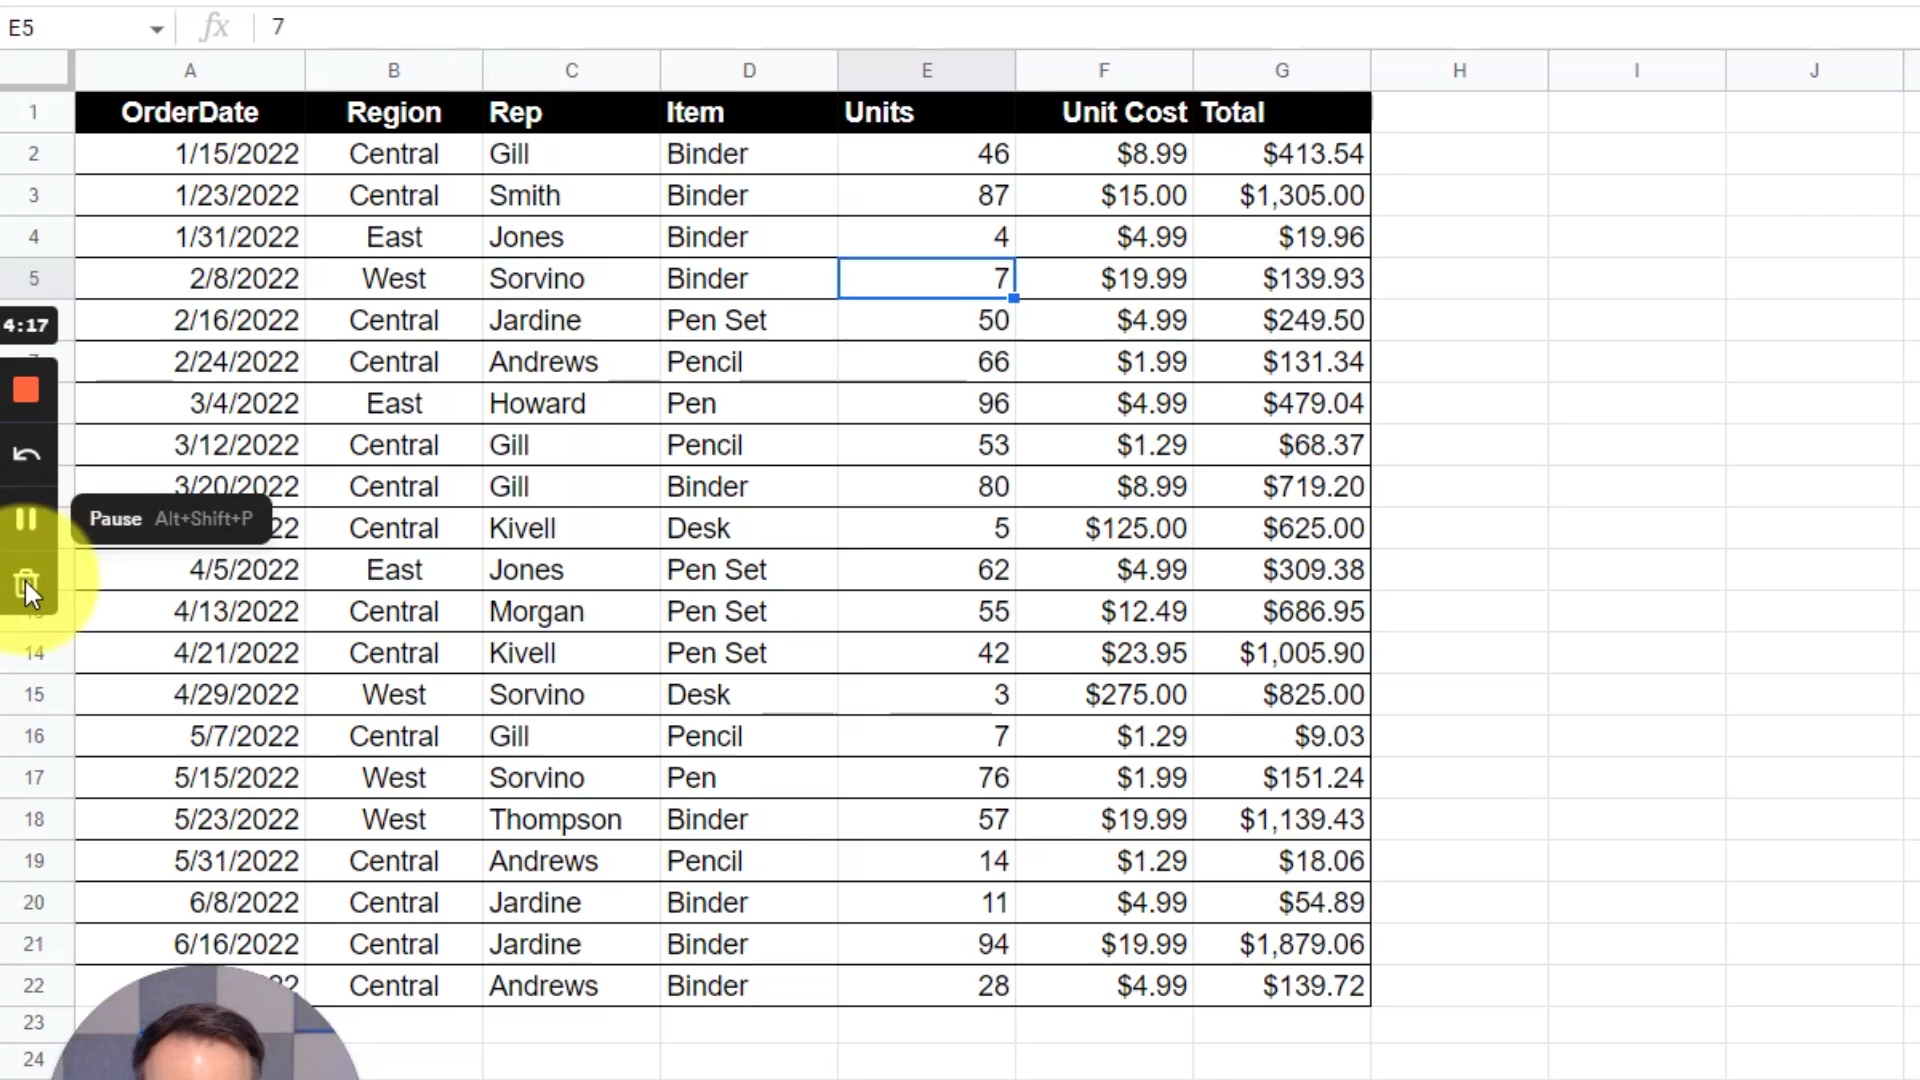 E5 fx 7
A B C D E F G H I J
1 OrderDate Region Rep Item Units Unit Cost Total
2 1/15/2022 Central Gill Binder 46 $8.99 $413.54
3 1/23/2022 Central Smith Binder 87 $15.00 $1,305.00
4 1/31/2022 East Jones Binder 4 $4.99 $19.96
5 2/8/2022 West Sorvino Binder 7 $19.99 $139.93
4:17 2/16/2022 Central Jardine Pen Set 50 $4.99 $249.50
2/24/2022 Central Andrews Pencil 66 $1.99 $131.34
3/4/2022 East Howard Pen 96 $4.99 $479.04
3/12/2022 Central Gill Pencil 53 $1.29 $68.37
3/20/2022 Central Gill Binder 80 $8.99 $719.20
Pause Alt+Shift+P
22 Central Kivell Desk 5 $125.00 $625.00
4/5/2022 East Jones Pen Set 62 $4.99 $309.38
4/13/2022 Central Morgan Pen Set 55 $12.49 $686.95
14 4/21/2022 Central Kivell Pen Set 42 $23.95 $1,005.90
15 4/29/2022 West Sorvino Desk 3 $275.00 $825.00
16 5/7/2022 Central Gill Pencil 7 $1.29 $9.03
17 5/15/2022 West Sorvino Pen 76 $1.99 $151.24
18 5/23/2022 West Thompson Binder 57 $19.99 $1,139.43
19 5/31/2022 Central Andrews Pencil 14 $1.29 $18.06
20 6/8/2022 Central Jardine Binder 11 $4.99 $54.89
21 6/16/2022 Central Jardine Binder 94 $19.99 $1,879.06
22 Central Andrews Binder 28 $4.99 $139.72
23
24